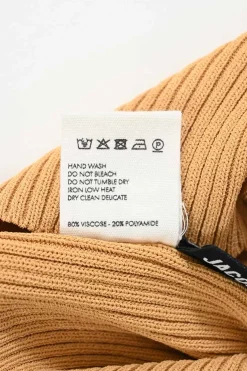 HAND WASH
DO NOT BLEACH
DO NOT TUMBLE DRY
IRON LOW HEAT
DRY CLEAN DELICATE
80% VISCOSE - 20% POLYAMIDE